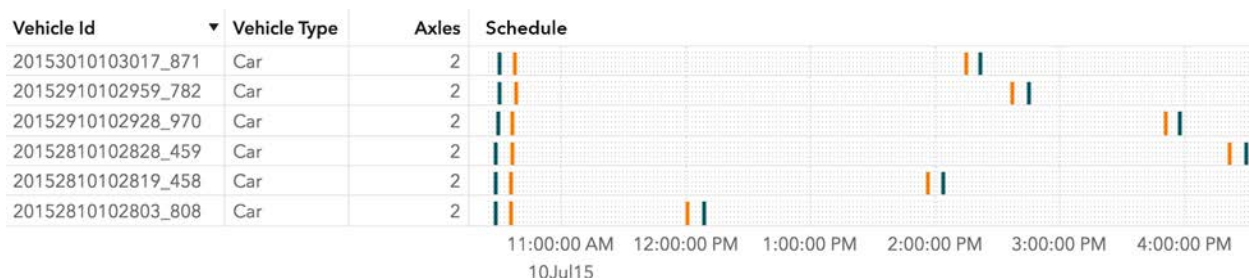 Vehicle Id ▼ Vehicle Type Axles Schedule
20153010103017_871 Car 2
20152910102959_782 Car 2
20152910102928_970 Car 2
20152810102828_459 Car 2
20152810102819_458 Car 2
20152810102803_808 Car 2
11:00:00 AM 12:00:00 PM 1:00:00 PM 2:00:00 PM 3:00:00 PM 4:00:00 PM
10Jul15